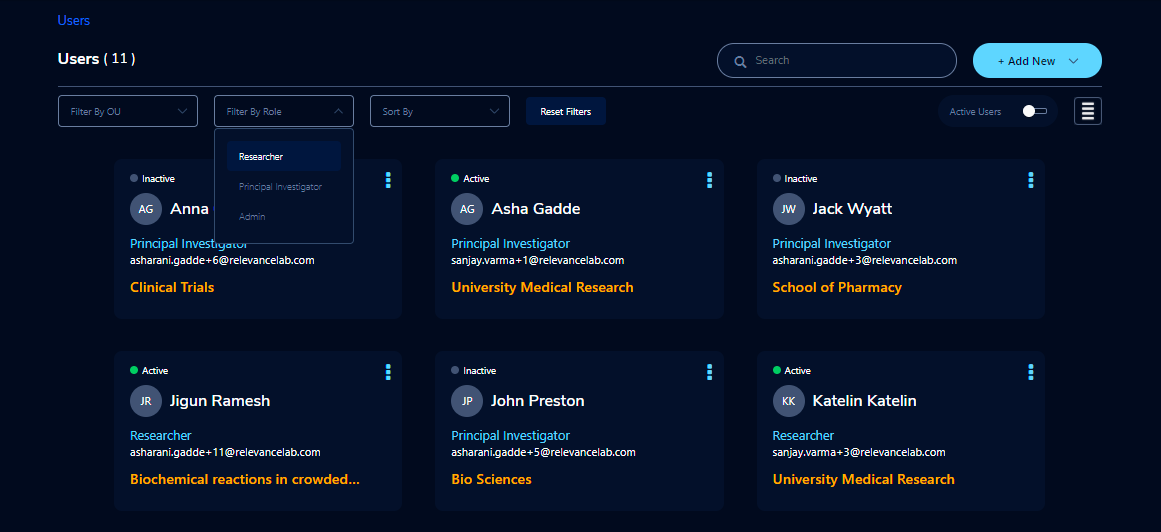 Users
Users ( 11 )
Search
+ Add New
Filter By OU
Filter By Role
Sort By
Reset Filters
Active Users
Researcher
Principal Investigator
Admin
Inactive
AG
Anna
Principal Investigator
asharani.gadde+6@relevancelab.com
Clinical Trials
Active
AG
Asha Gadde
Principal Investigator
sanjay.varma+1@relevancelab.com
University Medical Research
Inactive
JW
Jack Wyatt
Principal Investigator
asharani.gadde+3@relevancelab.com
School of Pharmacy
Active
JR
Jigun Ramesh
Researcher
asharani.gadde+11@relevancelab.com
Biochemical reactions in crowded...
Inactive
JP
John Preston
Principal Investigator
asharani.gadde+5@relevancelab.com
Bio Sciences
Active
KK
Katelin Katelin
Researcher
sanjay.varma+3@relevancelab.com
University Medical Research